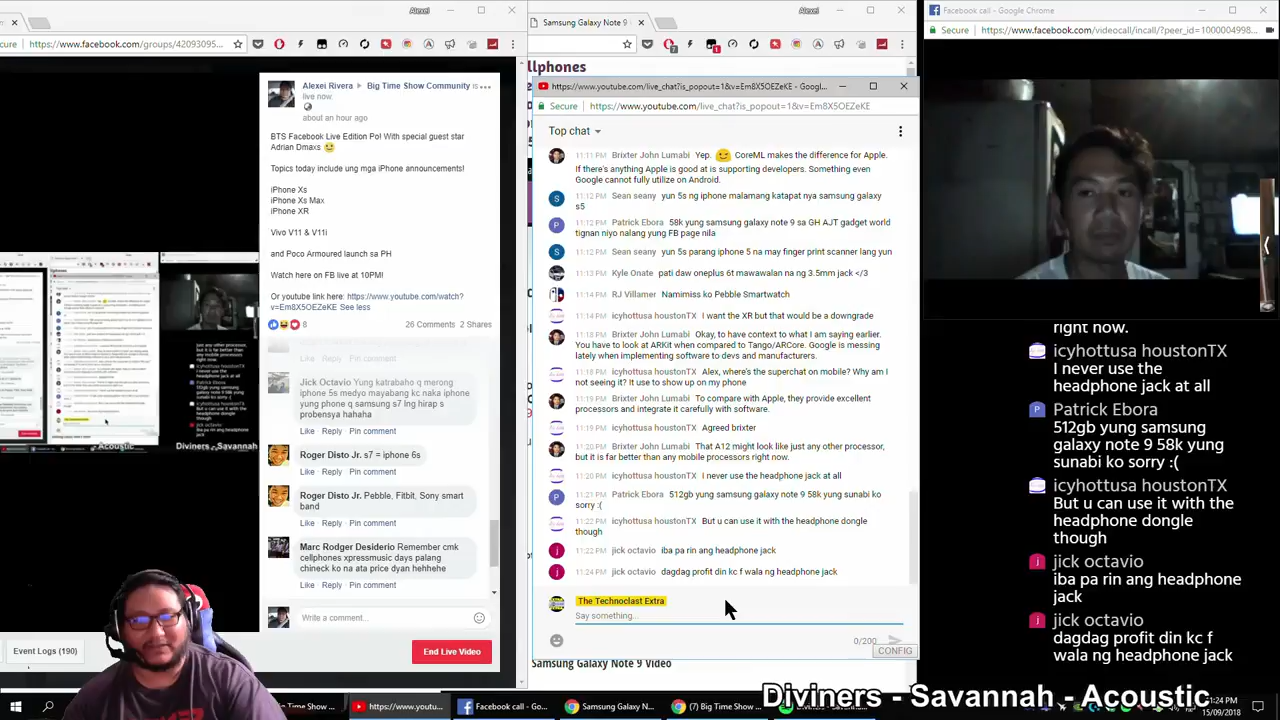 Alexei
https://www.facebook.com/groups/42093095...
Alexei Rivera ▸ Big Time Show Community is
live now.
about an hour ago
BTS Facebook Live Edition Po! With special guest star
Adrian Dmaxs
Topics today include ung mga iPhone announcements!
iPhone Xs
iPhone Xs Max
iPhone XR
Vivo V11 & V11i
and Poco Armoured launch sa PH
Watch here on FB live at 10PM!
Or youtube link here: https://www.youtube.com/watch?
v=Em8X5OEZeKE See less
8
26 Comments 2 Shares
Like · Reply · Pin comment
Jick Octavio Yung katrabaho q merong
iphone 5s medyo mayabang kc naka iphone
yung phone q samsung s7 lng hirap s
probensya hahaha
Like · Reply · Pin comment
Roger Disto Jr. s7 = iphone 6s
Like · Reply · Pin comment
Roger Disto Jr. Pebble, Fitbit, Sony smart
band
Like · Reply · Pin comment
Marc Rodger Desiderio Remember cmk
cellphones xpressmusic days palang
chineck ko na ata price dyan hehhehe
Like · Reply · Pin comment
Write a comment...
Event Logs (190)
End Live Video
Samsung Galaxy Note 9
Alexei
llphones
https://www.youtube.com/live_chat?is_popout=1&v=Em8X5OEZeKE - Googl...
Secure https://www.youtube.com/live_chat?is_popout=1&v=Em8X5OEZeKE
Top chat
11:11 PM Brixter John Lumabi Yep. CoreML makes the difference for Apple.
If there's anything Apple is good at is supporting developers. Something even
Google cannot fully utilize on Android.
11:12 PM Sean seany yun 5s ng iphone malamang katapat nya samsung galaxy
s5
11:12 PM Patrick Ebora 58k yung samsung galaxy note 9 sa GH AJT gadget world
tignan niyo nalang yung FB page nila
11:12 PM Sean seany yun 5s parang iphone 5 na may finger print scanner lang yun
11:13 PM Kyle Onate pati daw oneplus 6t mawawalan na ng 3.5mm jack </3
11:14 PM RJ Villamer Namimiss ko Pebble Smartwatch
11:14 PM icyhottusa houstonTX I want the XR but that would be a downgrade
11:18 PM Brixter John Lumabi Okay, to have context to what I am saying earlier.
You have to look at ARKit when compared to Tango/ARCore. Google is messing
lately when implementing software to devs and manufacturers.
11:18 PM icyhottusa houstonTX Alex, where's the superchat on mobile? Why am I
not seeing it? It use to show up on my phone
11:19 PM Brixter John Lumabi To compare with Apple, they provide excellent
processors and integrate it carefully with software.
11:19 PM icyhottusa houstonTX Agreed brixter
11:20 PM Brixter John Lumabi That A12 might look like just any other processor,
but it is far better than any mobile processors right now.
11:20 PM icyhottusa houstonTX I never use the headphone jack at all
11:21 PM Patrick Ebora 512gb yung samsung galaxy note 9 58k yung sunabi ko
sorry :(
11:22 PM icyhottusa houstonTX But u can use it with the headphone dongle
though
11:22 PM jick octavio iba pa rin ang headphone jack
11:24 PM jick octavio dagdag profit din kc f wala ng headphone jack
The Technoclast Extra
Say something...
0/200
CONFIG
Samsung Galaxy Note 9 Video
Facebook call - Google Chrome
Secure https://www.facebook.com/videocall/incall/?peer_id=1000004998...
right now.
icyhottusa houstonTX
I never use the
headphone jack at all
Patrick Ebora
512gb yung samsung
galaxy note 9 58k yung
sunabi ko sorry :(
icyhottusa houstonTX
But u can use it with the
headphone dongle
though
jick octavio
iba pa rin ang headphone
jack
jick octavio
dagdag profit din kc f
wala ng headphone jack
Diviners - Savannah - Acoustic
https://www.youtu...
Facebook call - G...
Samsung Galaxy N...
(7) Big Time Show ...
15/09/2018